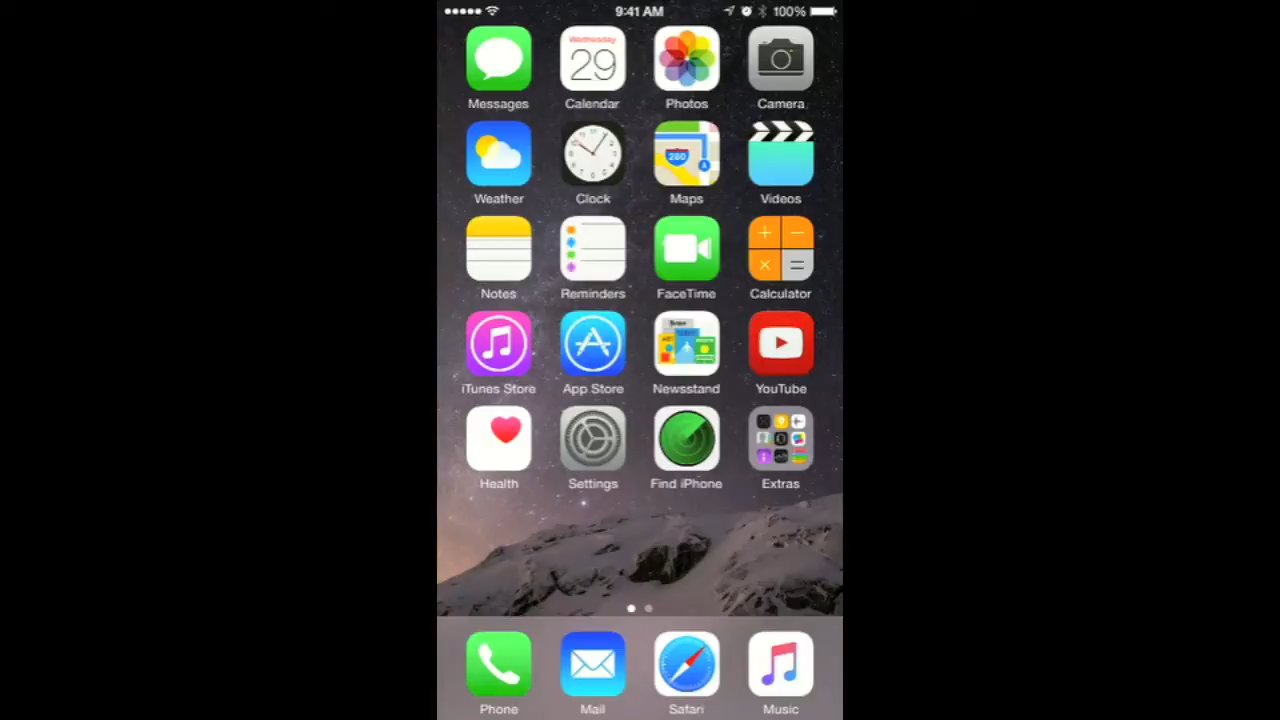 9:41 AM 100%
Wednesday
29
Messages Calendar Photos Camera
280
A
Weather Clock Maps Videos
Notes Reminders FaceTime Calculator
iTunes Store App Store Newsstand YouTube
Health Settings Find iPhone Extras
Phone Mail Safari Music